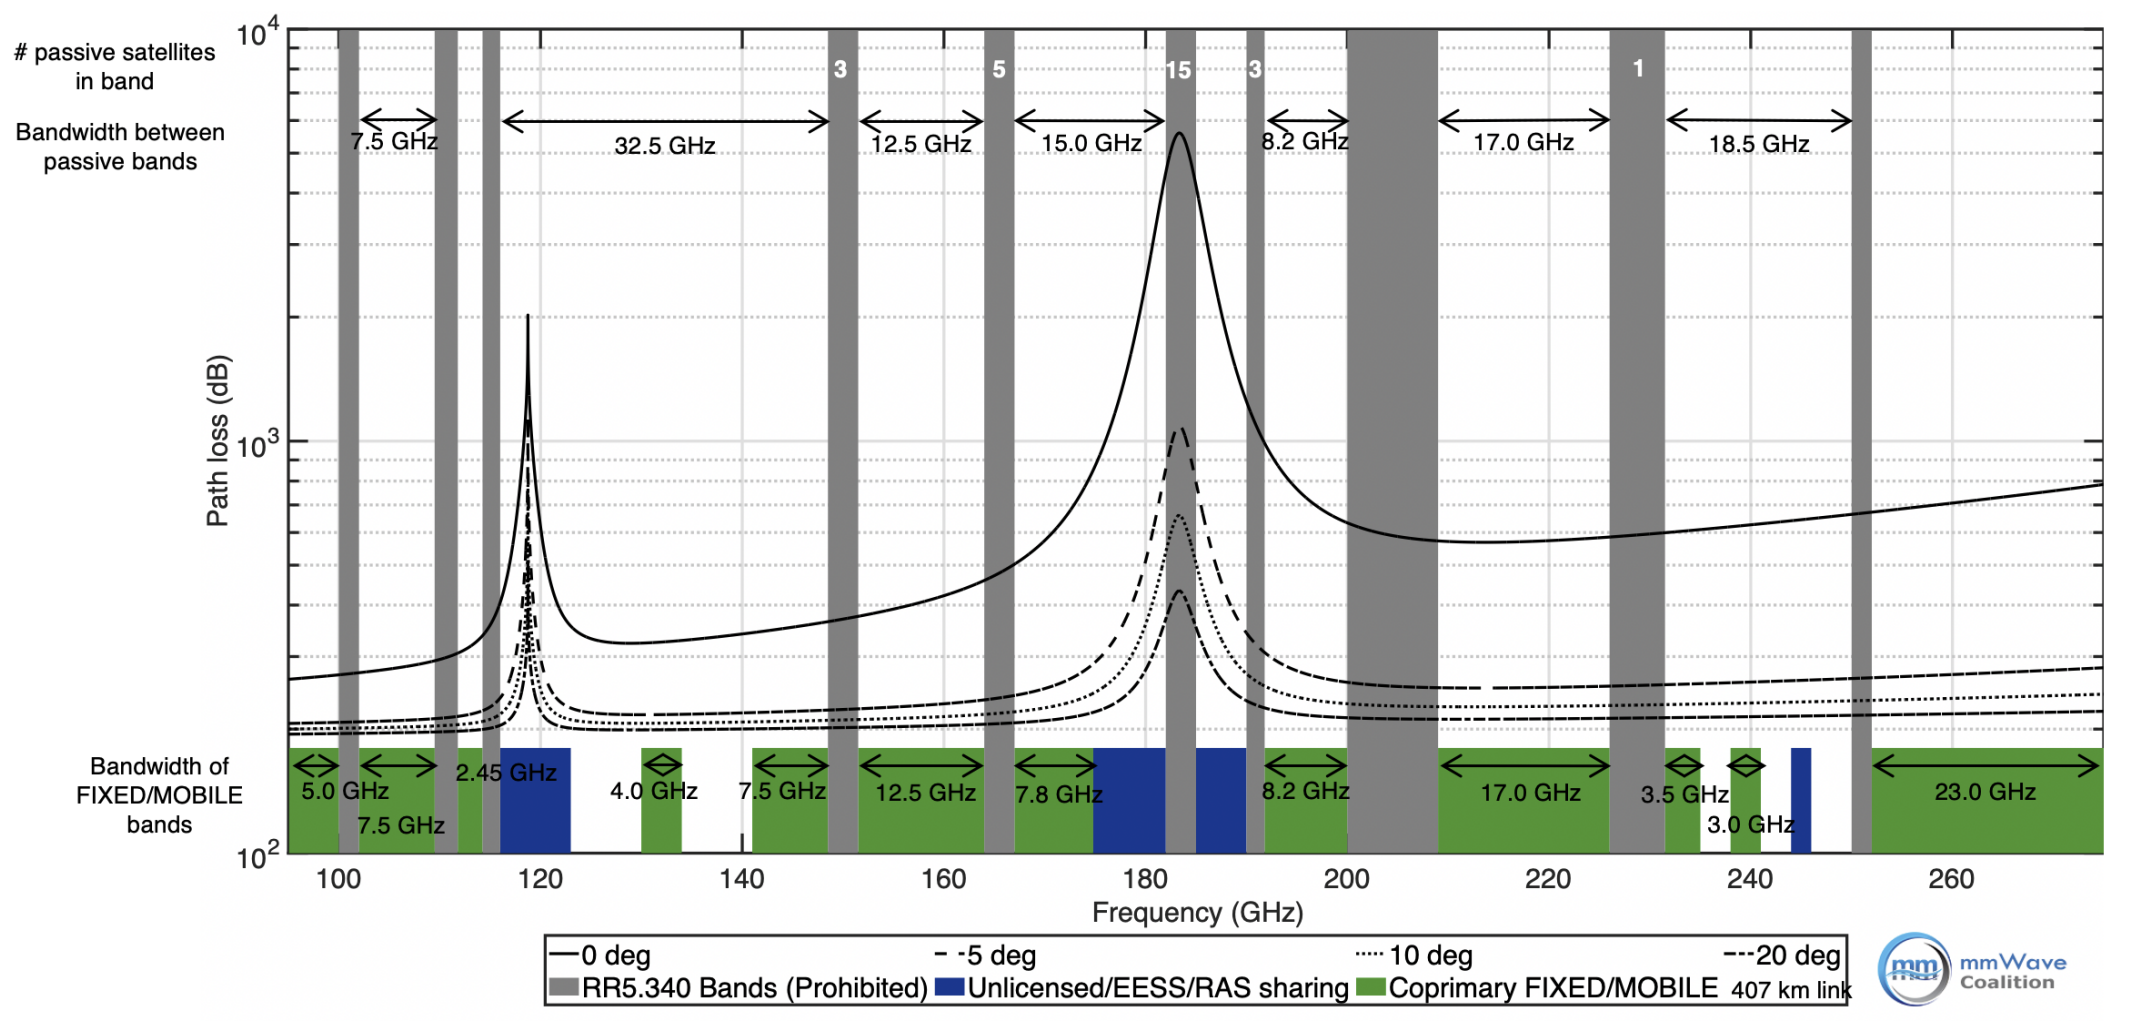 # passive satellites
in band
3
5
15
3
1
Bandwidth between
passive bands
7.5 GHz
32.5 GHz
12.5 GHz
15.0 GHz
8.2 GHz
17.0 GHz
18.5 GHz
10^4
10^3
10^2
Path loss (dB)
Bandwidth of
FIXED/MOBILE
bands
5.0 GHz
7.5 GHz
2.45 GHz
4.0 GHz
7.5 GHz
12.5 GHz
7.8 GHz
8.2 GHz
17.0 GHz
3.5 GHz
3.0 GHz
23.0 GHz
100 120 140 160 180 200 220 240 260
Frequency (GHz)
0 deg
5 deg
10 deg
20 deg
RR5.340 Bands (Prohibited)
Unlicensed/EESS/RAS sharing
Coprimary FIXED/MOBILE
407 km link
mm
mmWave
Coalition